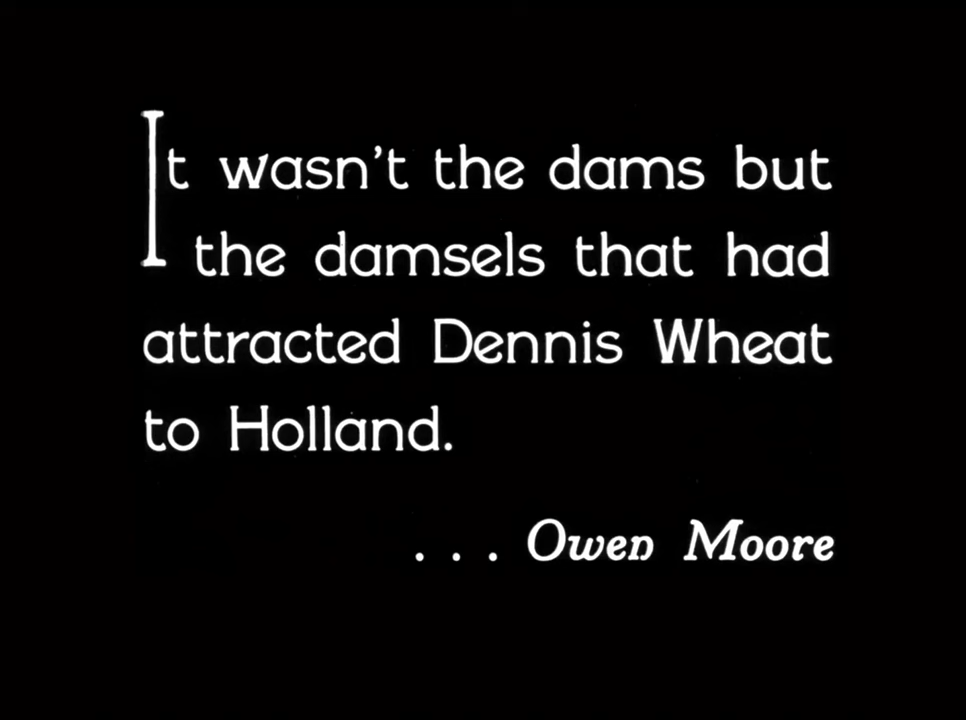 It wasn't the dams but
the damsels that had
attracted Dennis Wheat
to Holland.
. . . Owen Moore